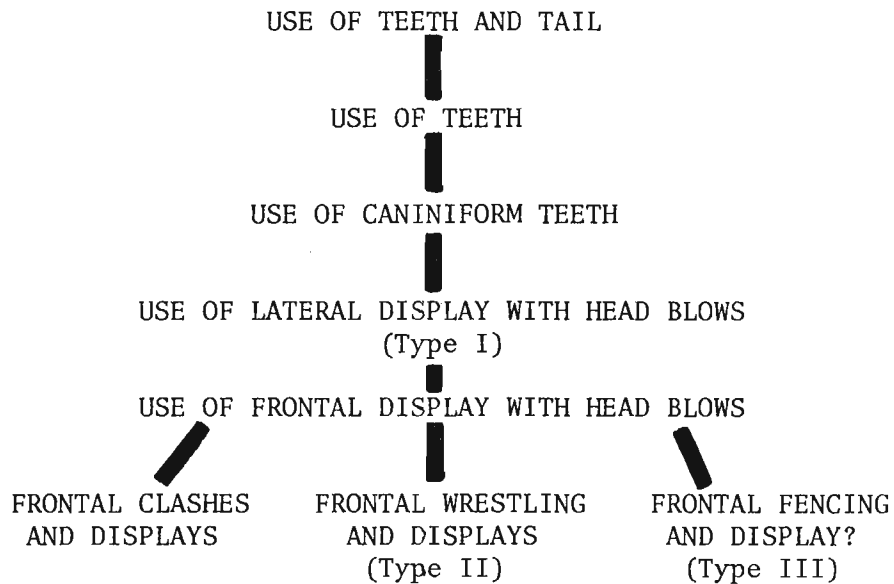 USE OF TEETH AND TAIL
USE OF TEETH
USE OF CANINIFORM TEETH
USE OF LATERAL DISPLAY WITH HEAD BLOWS
(Type I)
USE OF FRONTAL DISPLAY WITH HEAD BLOWS
FRONTAL CLASHES
AND DISPLAYS
FRONTAL WRESTLING
AND DISPLAYS
(Type II)
FRONTAL FENCING
AND DISPLAY?
(Type III)